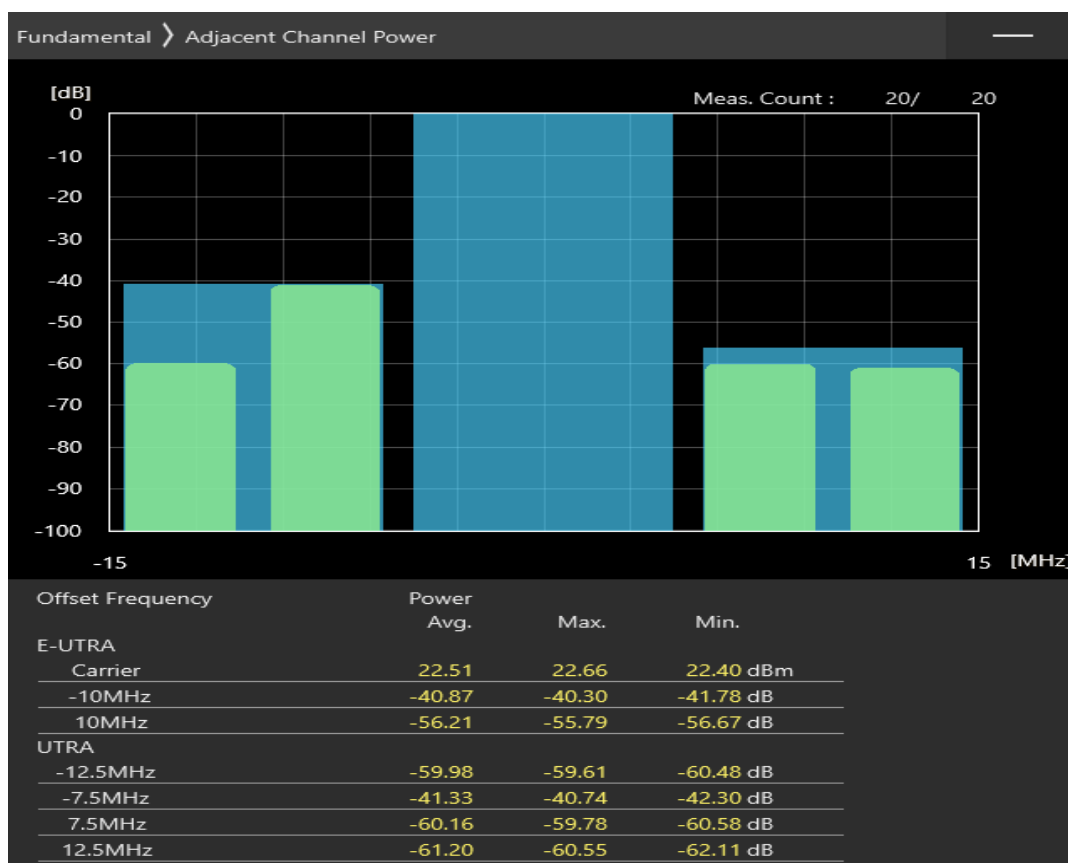 Fundamental ❯ Adjacent Channel Power
[dB]
Meas. Count : 20/ 20
0
-10
-20
-30
-40
-50
-60
-70
-80
-90
-100
-15 15 [MHz]
Offset Frequency Power
Avg. Max. Min.
E-UTRA
Carrier 22.51 22.66 22.40 dBm
-10MHz -40.87 -40.30 -41.78 dB
10MHz -56.21 -55.79 -56.67 dB
UTRA
-12.5MHz -59.98 -59.61 -60.48 dB
-7.5MHz -41.33 -40.74 -42.30 dB
7.5MHz -60.16 -59.78 -60.58 dB
12.5MHz -61.20 -60.55 -62.11 dB